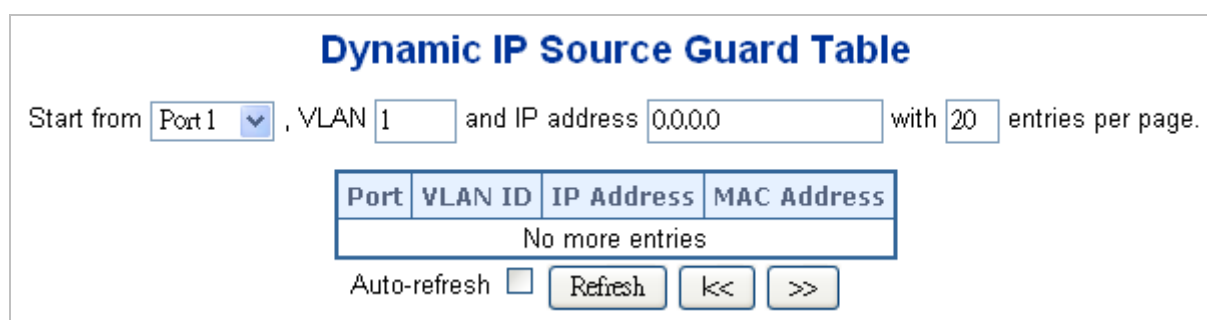 Dynamic IP Source Guard Table
Start from Port 1 , VLAN 1 and IP address 0.0.0.0 with 20 entries per page.
Port VLAN ID IP Address MAC Address
No more entries
Auto-refresh Refresh |<< >>